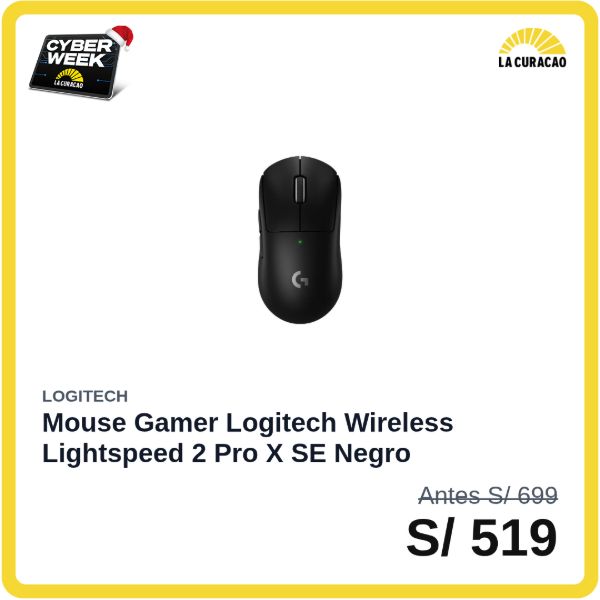 CYBER
WEEK
LA CURACAO
LA CURACAO
G
LOGITECH
Mouse Gamer Logitech Wireless
Lightspeed 2 Pro X SE Negro
Antes S/ 699
S/ 519